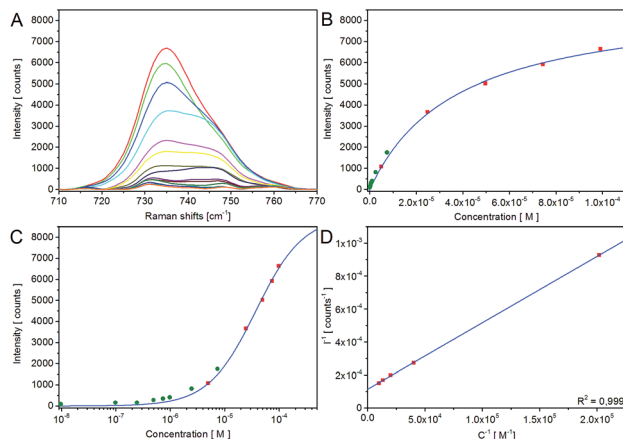 A
8000
7000
6000
5000
4000
3000
2000
1000
0
Intensity [ counts]
710 720 730 740 750 760 770
Raman shifts [cm⁻¹]
B
8000
7000
6000
5000
4000
3000
2000
1000
0
Intensity [ counts]
0.0 2.0x10⁻⁵ 4.0x10⁻⁵ 6.0x10⁻⁵ 8.0x10⁻⁵ 1.0x10⁻⁴
Concentration [ M ]
C
8000
7000
6000
5000
4000
3000
2000
1000
0
Intensity [ counts]
10⁻⁸ 10⁻⁷ 10⁻⁶ 10⁻⁵ 10⁻⁴
Concentration [ M ]
D
1x10⁻³
8x10⁻⁴
6x10⁻⁴
4x10⁻⁴
2x10⁻⁴
0
I⁻¹ [ counts⁻¹]
0.0 5.0x10⁴ 1.0x10⁵ 1.5x10⁵ 2.0x10⁵
C⁻¹ [ M⁻¹]
R² = 0,999